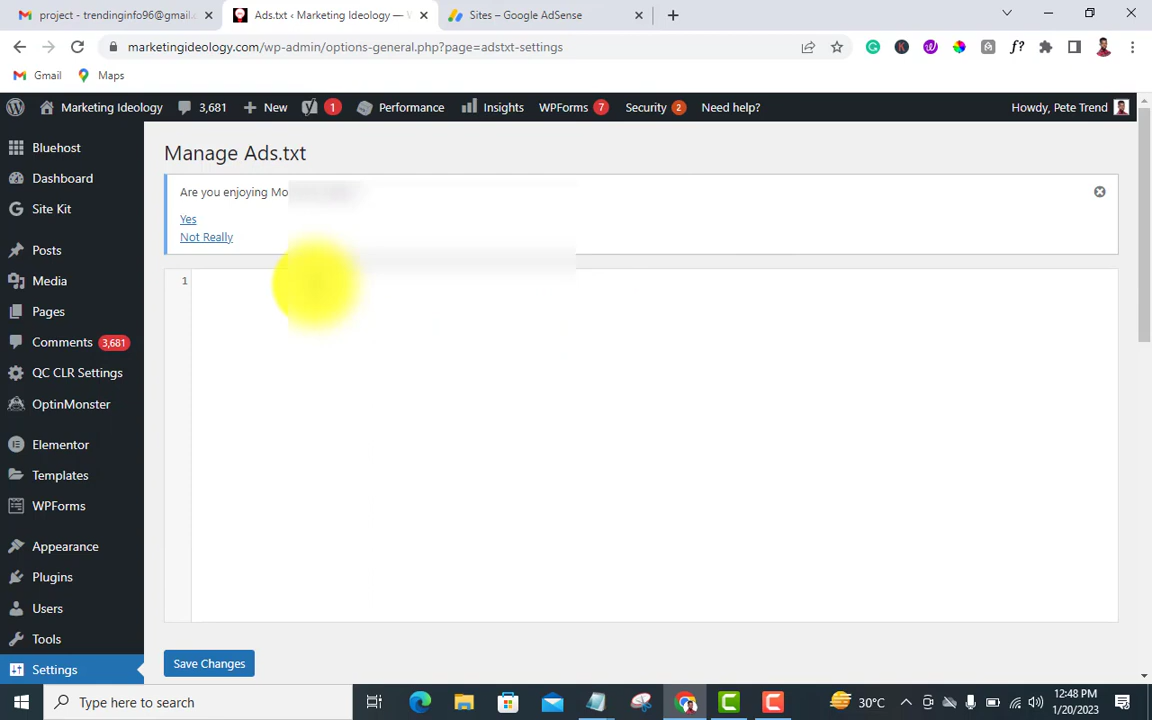 project - trendinginfo96@gmail
Ads.txt ‹ Marketing Ideology —
Sites – Google AdSense
marketingideology.com/wp-admin/options-general.php?page=adstxt-settings
Gmail
Maps
Marketing Ideology
3,681
New
1
Performance
Insights
WPForms 7
Security 2
Need help?
Howdy, Pete Trend
Bluehost
Dashboard
Site Kit
Posts
Media
Pages
Comments 3,681
QC CLR Settings
OptinMonster
Elementor
Templates
WPForms
Appearance
Plugins
Users
Tools
Settings
Manage Ads.txt
Are you enjoying Mo
Yes
Not Really
1
Save Changes
Type here to search
30°C
12:48 PM
1/20/2023